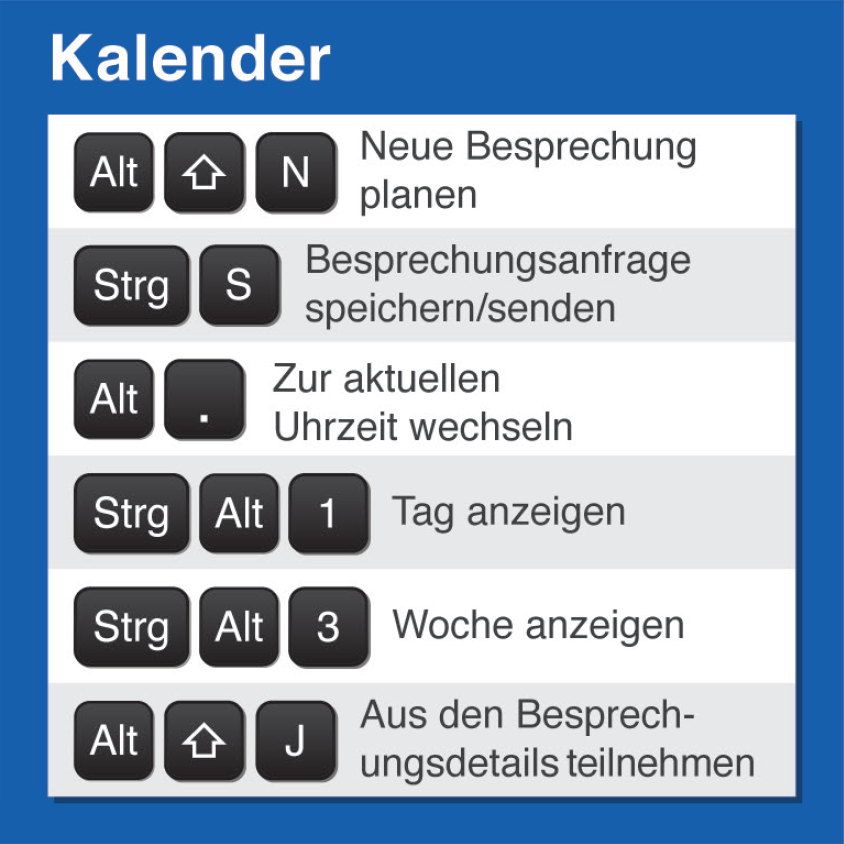 Kalender
Alt ⇧ N Neue Besprechung
planen
Strg S Besprechungsanfrage
speichern/senden
Alt . Zur aktuellen
Uhrzeit wechseln
Strg Alt 1 Tag anzeigen
Strg Alt 3 Woche anzeigen
Alt ⇧ J Aus den Besprech-
ungsdetails teilnehmen